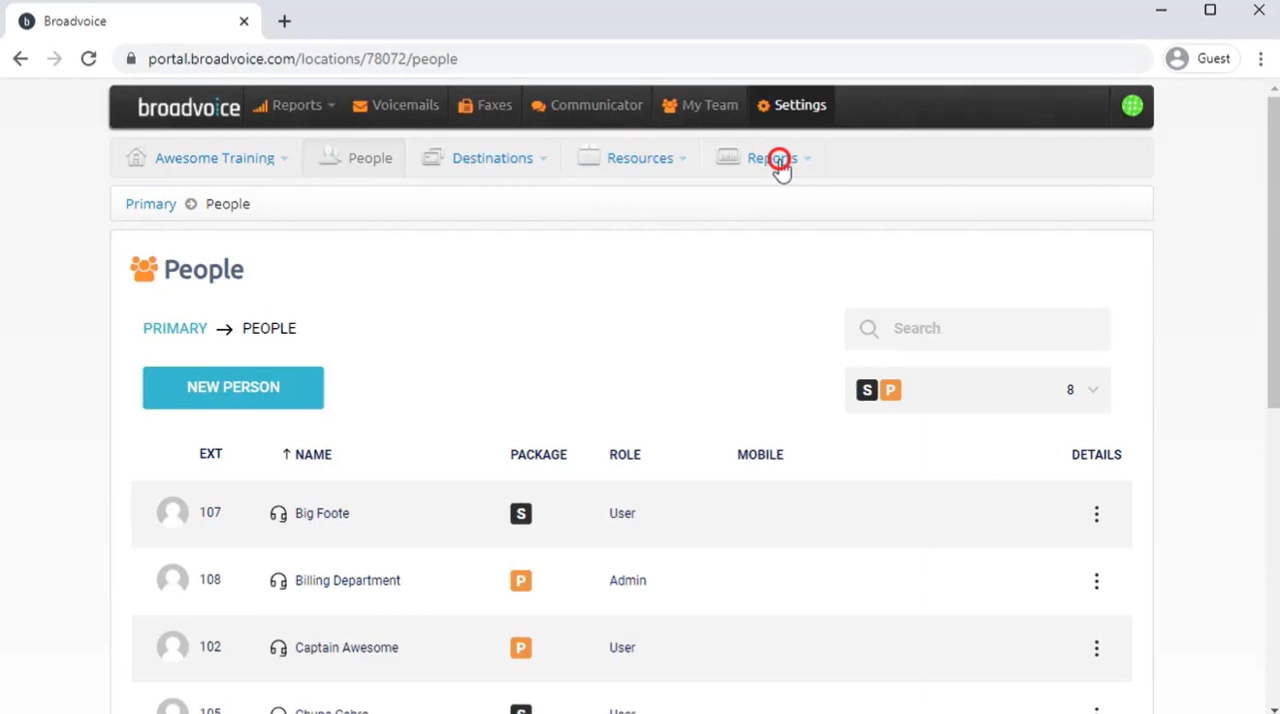 Broadvoice
portal.broadvoice.com/locations/78072/people
Guest
broadvoice Reports Voicemails Faxes Communicator My Team Settings
Awesome Training People Destinations Resources Reports
Primary People
People
PRIMARY → PEOPLE
Search
NEW PERSON
S P 8
EXT ↑ NAME PACKAGE ROLE MOBILE DETAILS
107 Big Foote S User
108 Billing Department P Admin
102 Captain Awesome P User